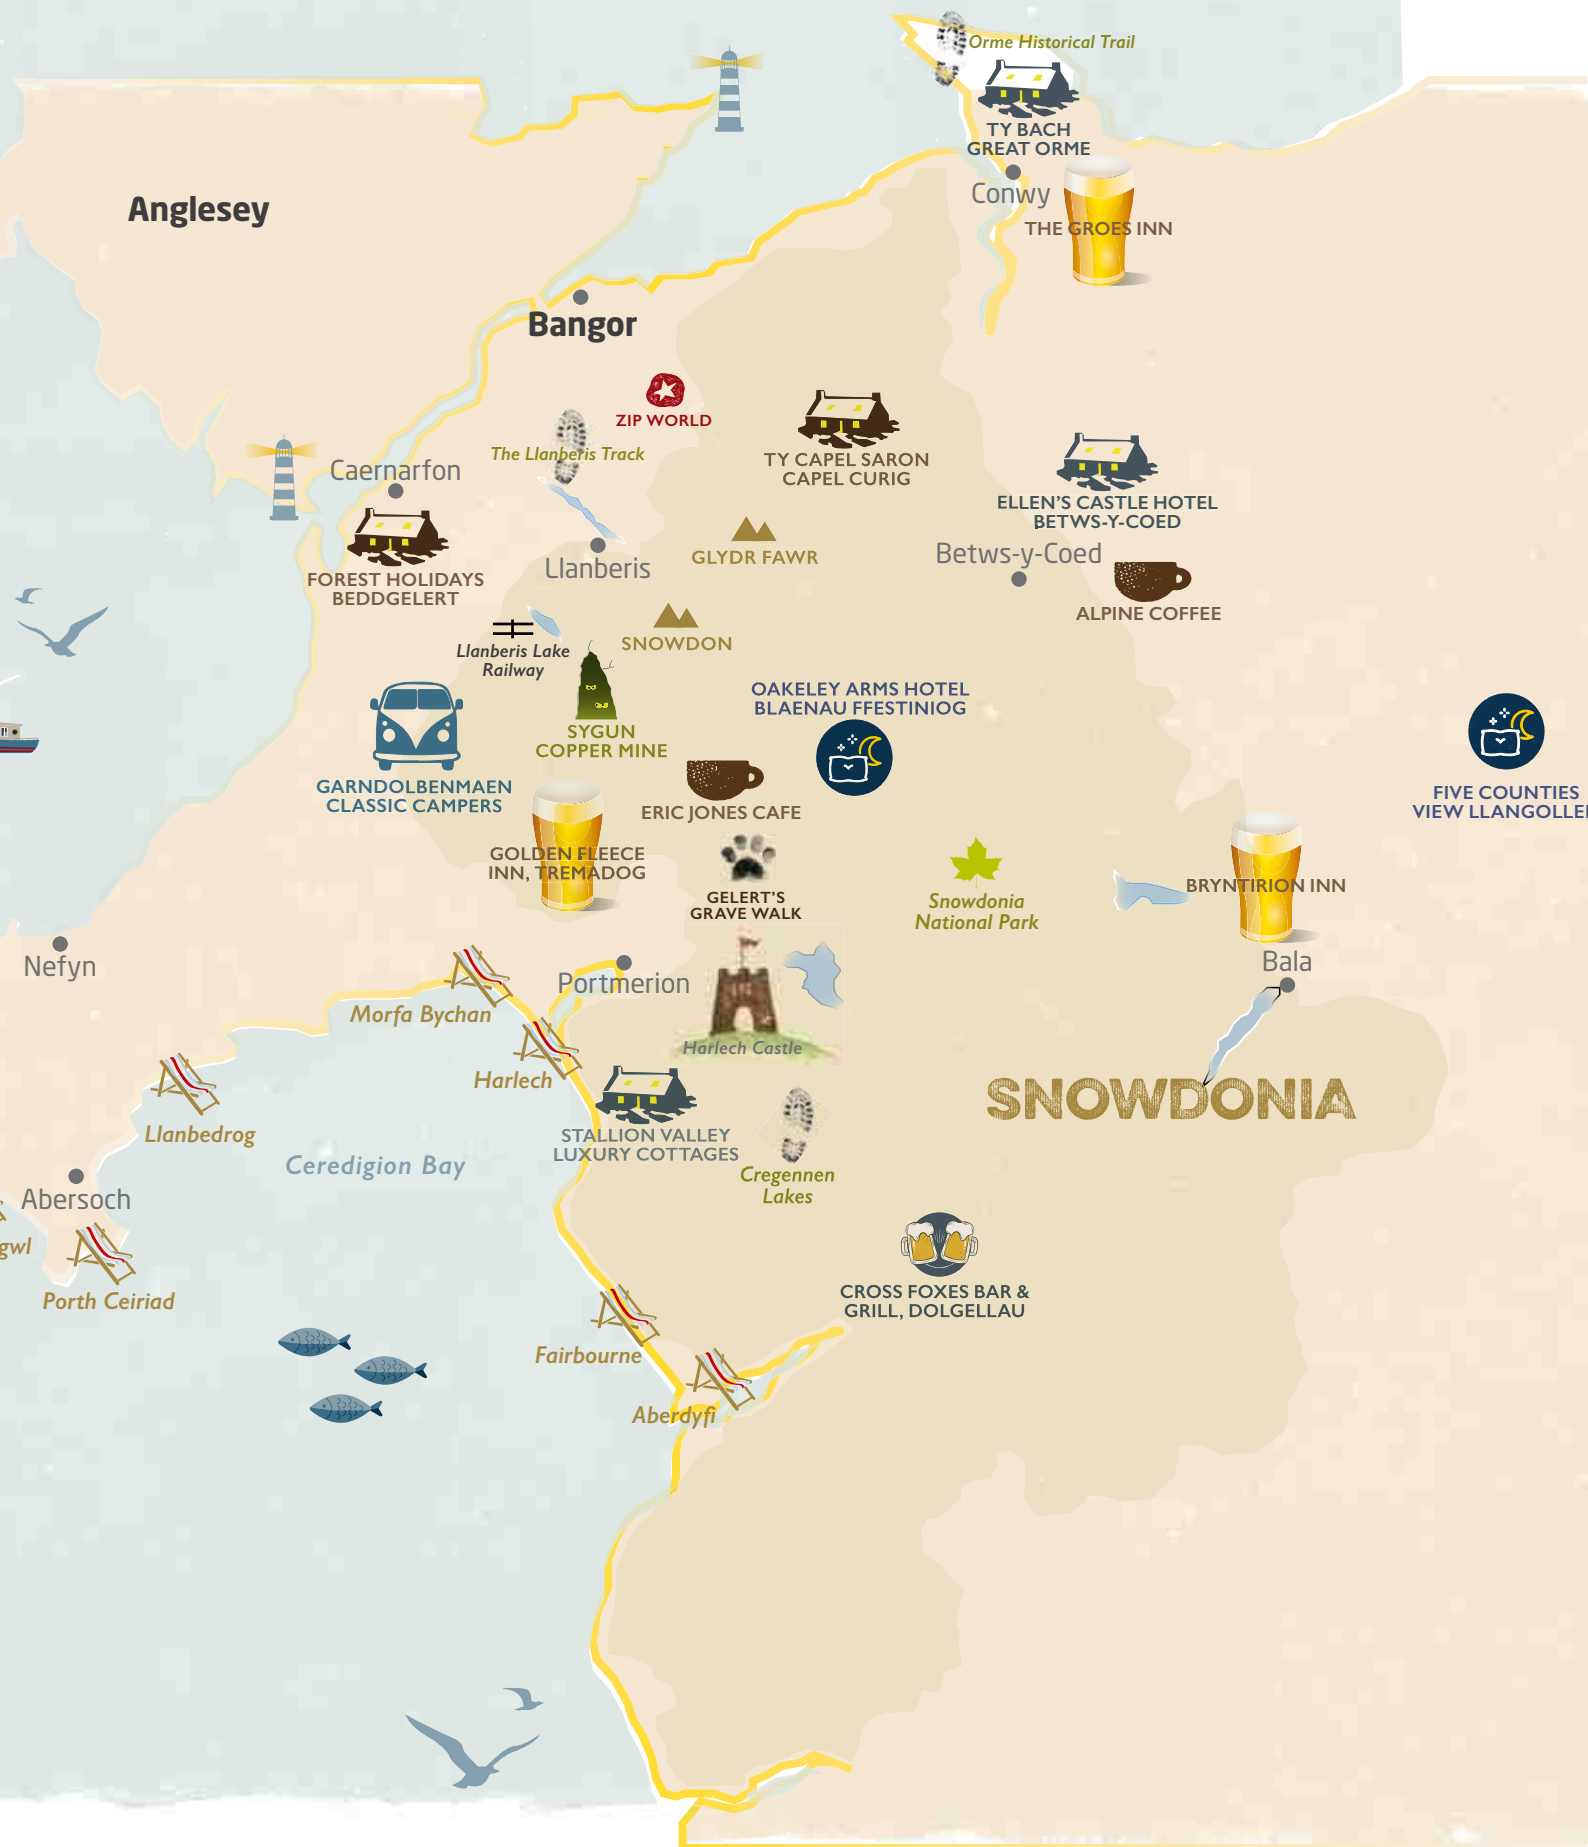 Orme Historical Trail
TY BACH
GREAT ORME
Conwy
THE GROES INN
Anglesey
Bangor
ZIP WORLD
The Llanberis Track
TY CAPEL SARON
CAPEL CURIG
Caernarfon
ELLEN'S CASTLE HOTEL
BETWS-Y-COED
Betws-y-Coed
FOREST HOLIDAYS
BEDDGELERT
Llanberis
GLYDR FAWR
ALPINE COFFEE
SNOWDON
Llanberis Lake
Railway
OAKELEY ARMS HOTEL
BLAENAU FFESTINIOG
SYGUN
COPPER MINE
GARNDOLBENMAEN
CLASSIC CAMPERS
ERIC JONES CAFE
FIVE COUNTIES
VIEW LLANGOLLEN
GOLDEN FLEECE
INN, TREMADOG
GELERT'S
GRAVE WALK
Snowdonia
National Park
BRYNTIRION INN
Nefyn
Bala
Portmerion
Morfa Bychan
Harlech Castle
Harlech
SNOWDONIA
Llanbedrog
STALLION VALLEY
LUXURY COTTAGES
Ceredigion Bay
Cregennen
Lakes
Abersoch
gwl
Porth Ceiriad
CROSS FOXES BAR &
GRILL, DOLGELLAU
Fairbourne
Aberdyfi